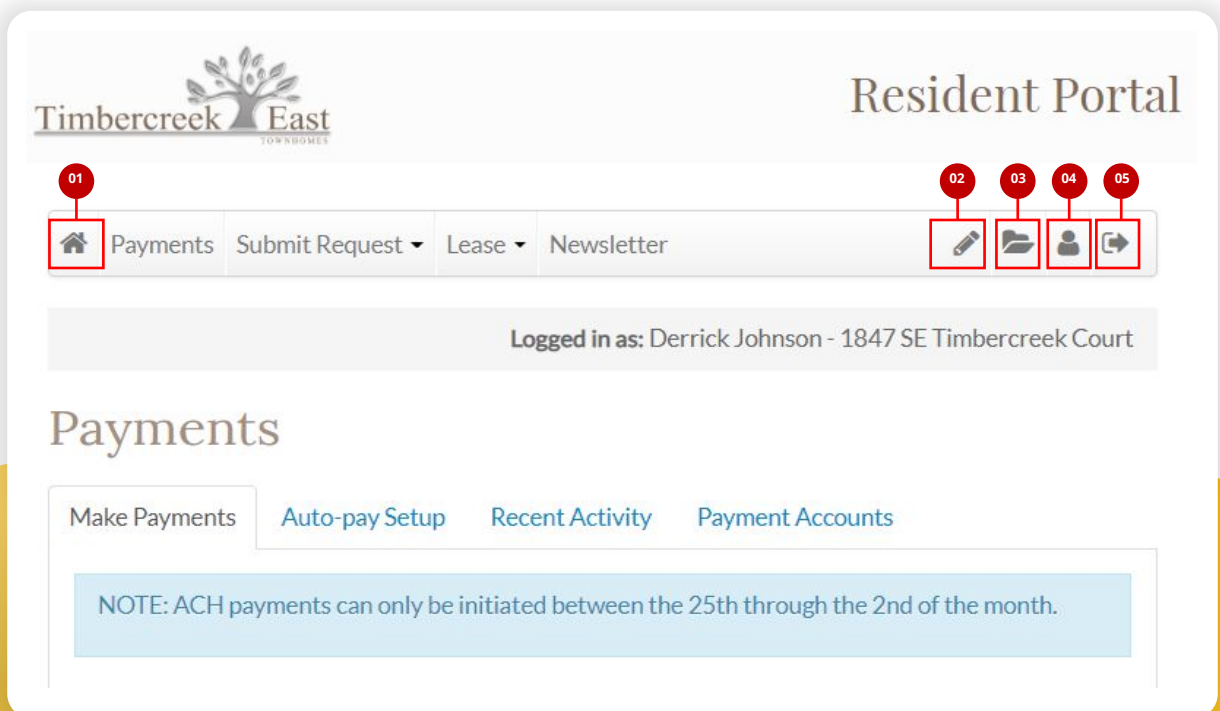 Timbercreek East
TOWNHOMES
Resident Portal
01 02 03 04 05
Payments Submit Request Lease Newsletter
Logged in as: Derrick Johnson - 1847 SE Timbercreek Court
Payments
Make Payments Auto-pay Setup Recent Activity Payment Accounts
NOTE: ACH payments can only be initiated between the 25th through the 2nd of the month.